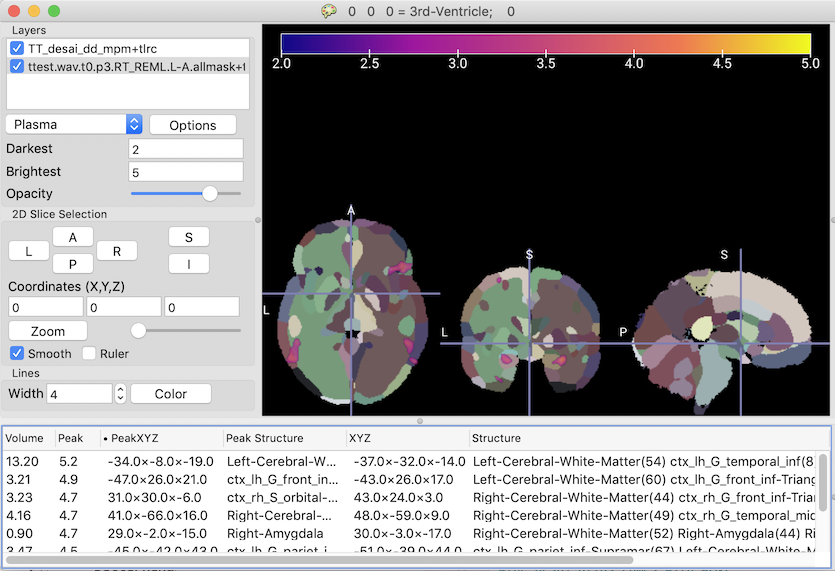 0 0 0 = 3rd-Ventricle; 0
Layers
TT_desai_dd_mpm+tlrc
ttest.wav.t0.p3.RT_REML.L-A.allmask+t
Plasma Options
Darkest 2
Brightest 5
Opacity
2D Slice Selection
L A P R S I
Coordinates (X,Y,Z)
0 0 0
Zoom
Smooth Ruler
Lines
Width 4 Color
2.0 2.5 3.0 3.5 4.0 4.5 5.0
A
L
S
L
S
P
Volume Peak • PeakXYZ Peak Structure XYZ Structure
13.20 5.2 -34.0×-8.0×-19.0 Left-Cerebral-W... -37.0×-32.0×-14.0 Left-Cerebral-White-Matter(54) ctx_lh_G_temporal_inf(8)
3.21 4.9 -47.0×26.0×21.0 ctx_lh_G_front_in... -43.0×26.0×17.0 Left-Cerebral-White-Matter(60) ctx_lh_G_front_inf-Triang
3.23 4.7 31.0×30.0×-6.0 ctx_rh_S_orbital-... 43.0×24.0×3.0 Right-Cerebral-White-Matter(44) ctx_rh_G_front_inf-Trian
4.16 4.7 41.0×-66.0×16.0 Right-Cerebral-... 48.0×-59.0×9.0 Right-Cerebral-White-Matter(49) ctx_rh_G_temporal_mid
0.90 4.7 29.0×-2.0×-15.0 Right-Amygdala 30.0×-3.0×-17.0 Right-Cerebral-White-Matter(52) Right-Amygdala(44) Ri
3.47 4.5 -45.0×-42.0×43.0 ctx_lh_G_pariet_i... -51.0×-39.0×44.0 ctx_lh_G_pariet_inf-Supramar(67) Left-Cerebral-White-M